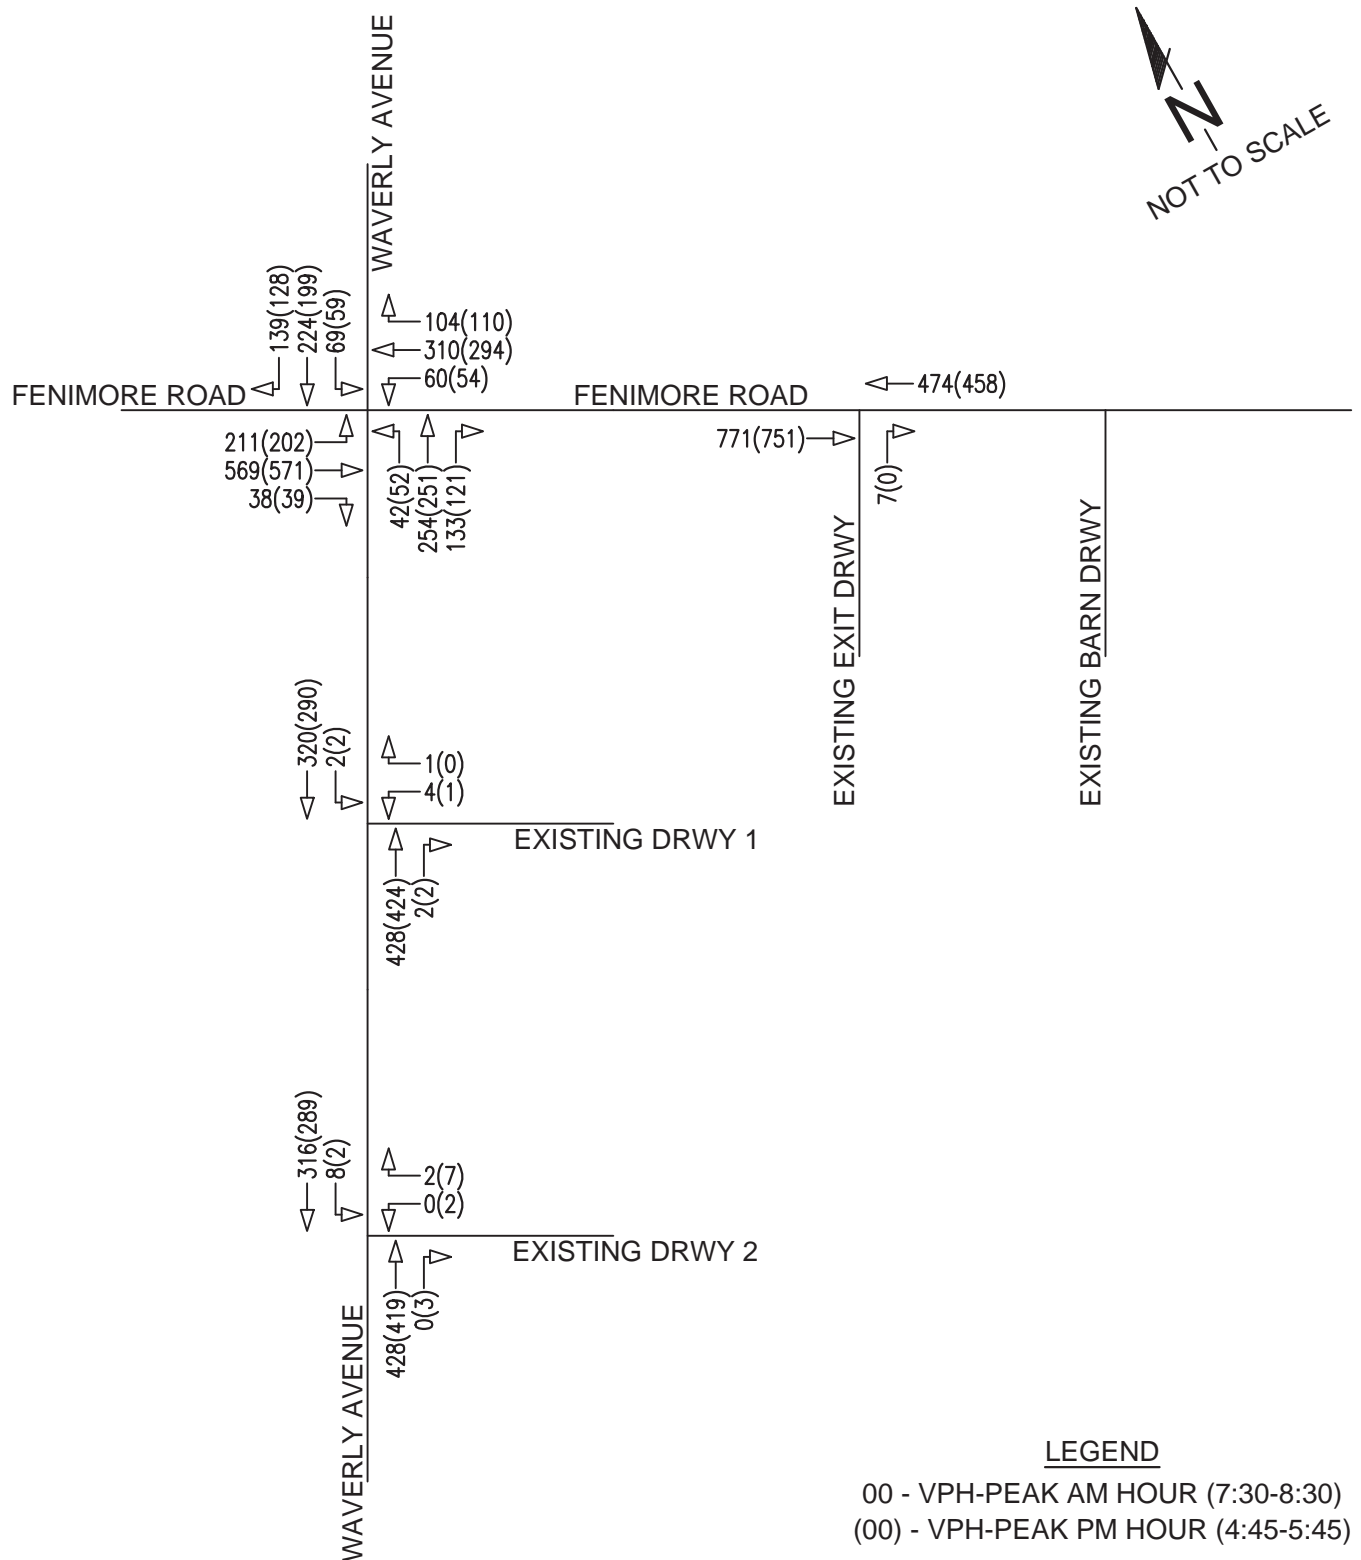 WAVERLY AVENUE
N
NOT TO SCALE
139(128)
224(199)
69(59)
104(110)
310(294)
60(54)
FENIMORE ROAD
FENIMORE ROAD
474(458)
211(202)
569(571)
38(39)
42(52)
254(251)
133(121)
771(751)
7(0)
EXISTING EXIT DRWY
EXISTING BARN DRWY
320(290)
2(2)
1(0)
4(1)
EXISTING DRWY 1
428(424)
2(2)
316(289)
8(2)
2(7)
0(2)
EXISTING DRWY 2
428(419)
0(3)
WAVERLY AVENUE
LEGEND
00 - VPH-PEAK AM HOUR (7:30-8:30)
(00) - VPH-PEAK PM HOUR (4:45-5:45)